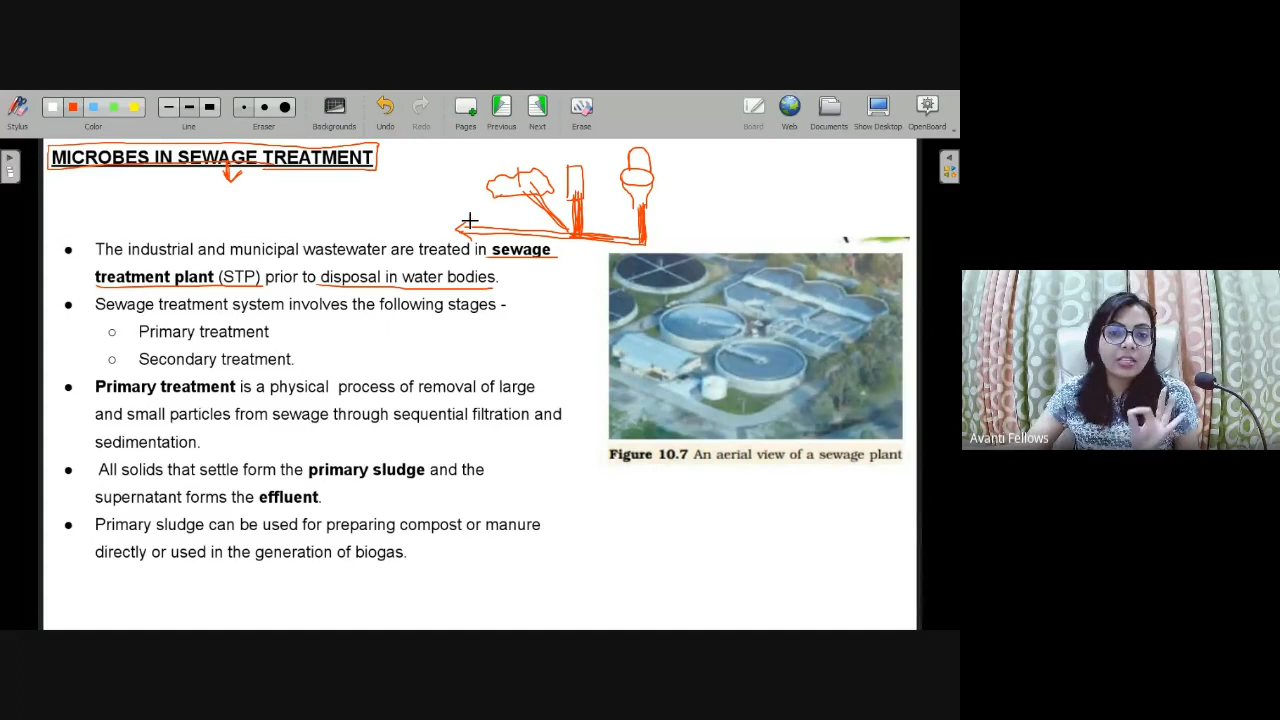 Stylus
Color
Line
Eraser
Backgrounds
Undo
Redo
Pages
Previous
Next
Erase
Board
Web
Documents
Show Desktop
OpenBoard
MICROBES IN SEWAGE TREATMENT
● The industrial and municipal wastewater are treated in sewage
treatment plant (STP) prior to disposal in water bodies.
● Sewage treatment system involves the following stages -
○ Primary treatment
○ Secondary treatment.
● Primary treatment is a physical process of removal of large
and small particles from sewage through sequential filtration and
sedimentation.
● All solids that settle form the primary sludge and the
supernatant forms the effluent.
● Primary sludge can be used for preparing compost or manure
directly or used in the generation of biogas.
Figure 10.7 An aerial view of a sewage plant
Avanti Fellows